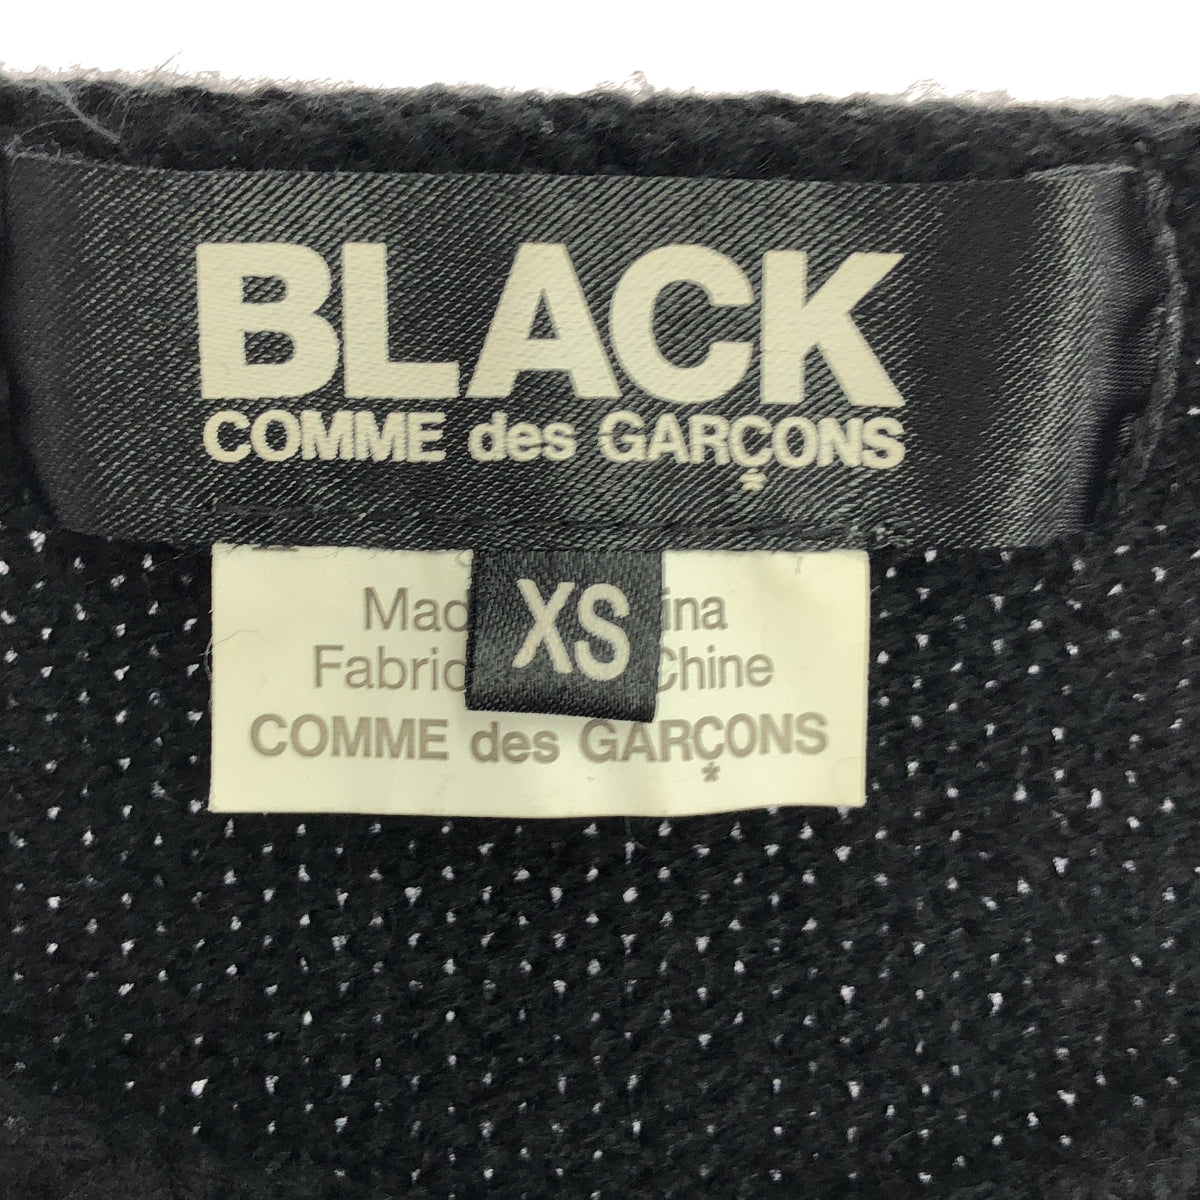 BLACK
COMME des GARÇONS
XS
Mad ina
Fabric Chine
COMME des GARÇONS
*